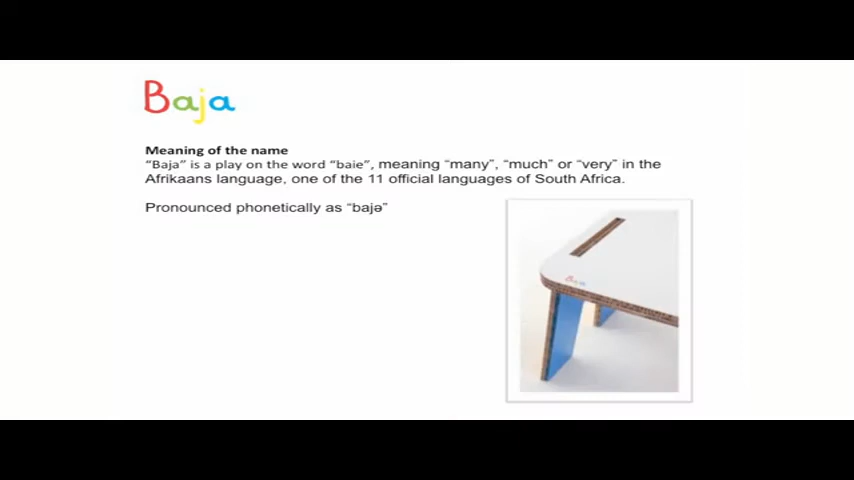 Baja
Meaning of the name
“Baja” is a play on the word “baie”, meaning “many”, “much” or “very” in the
Afrikaans language, one of the 11 official languages of South Africa.
Pronounced phonetically as “bajə”
Baja